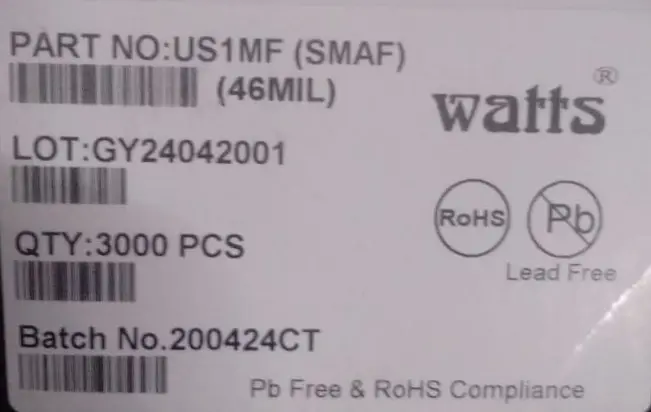 PART NO:US1MF (SMAF)
(46MIL)
watts®
LOT:GY24042001
RoHS
Pb
QTY:3000 PCS
Lead Free
Batch No.200424CT
Pb Free & RoHS Compliance